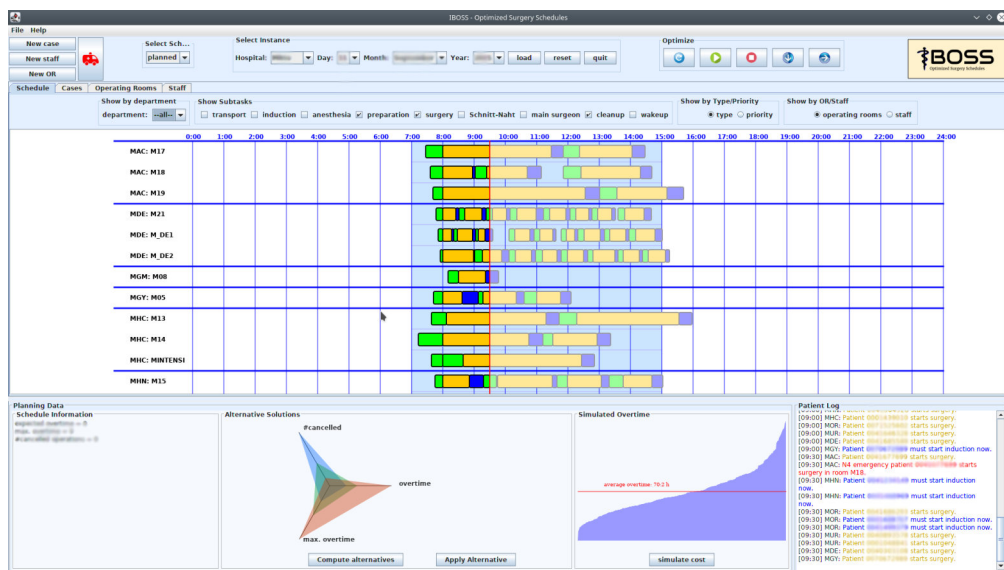 IBOSS - Optimized Surgery Schedules
File Help
New case
New staff
New OR
Select Sch...
planned
Select Instance
Hospital: Day: Month: Year: load reset quit
Optimize
BOSS
Optimized Surgery Schedules
Schedule Cases Operating Rooms Staff
Show by department
department: --all--
Show Subtasks
transport induction anesthesia preparation surgery Schnitt-Naht main surgeon cleanup wakeup
Show by Type/Priority
type priority
Show by OR/Staff
operating rooms staff
0:00 1:00 2:00 3:00 4:00 5:00 6:00 7:00 8:00 9:00 10:00 11:00 12:00 13:00 14:00 15:00 16:00 17:00 18:00 19:00 20:00 21:00 22:00 23:00 24:00
MAC: M17
MAC: M18
MAC: M19
MDE: M21
MDE: M_DE1
MDE: M_DE2
MGM: M08
MGY: M05
MHC: M13
MHC: M14
MHC: MINTENSI
MHN: M15
Planning Data
Schedule Information
Alternative Solutions
#cancelled
overtime
max. overtime
Compute alternatives Apply Alternative
Simulated Overtime
average overtime: 70.2 h
simulate cost
Patient Log
[09:00] MHC: Patient starts surgery.
[09:00] MOR: Patient starts surgery.
[09:00] MUR: Patient starts surgery.
[09:00] MDE: Patient starts surgery.
[09:00] MGY: Patient must start induction now.
[09:30] MAC: Patient starts surgery.
[09:30] MAC: N4 emergency patient starts
surgery in room M18.
[09:30] MHN: Patient must start induction
now.
[09:30] MHN: Patient must start induction
now.
[09:30] MOR: Patient starts surgery.
[09:30] MOR: Patient must start induction now.
[09:30] MOR: Patient must start induction now.
[09:30] MUR: Patient starts surgery.
[09:30] MUR: Patient starts surgery.
[09:30] MDE: Patient starts surgery.
[09:30] MGY: Patient starts surgery.